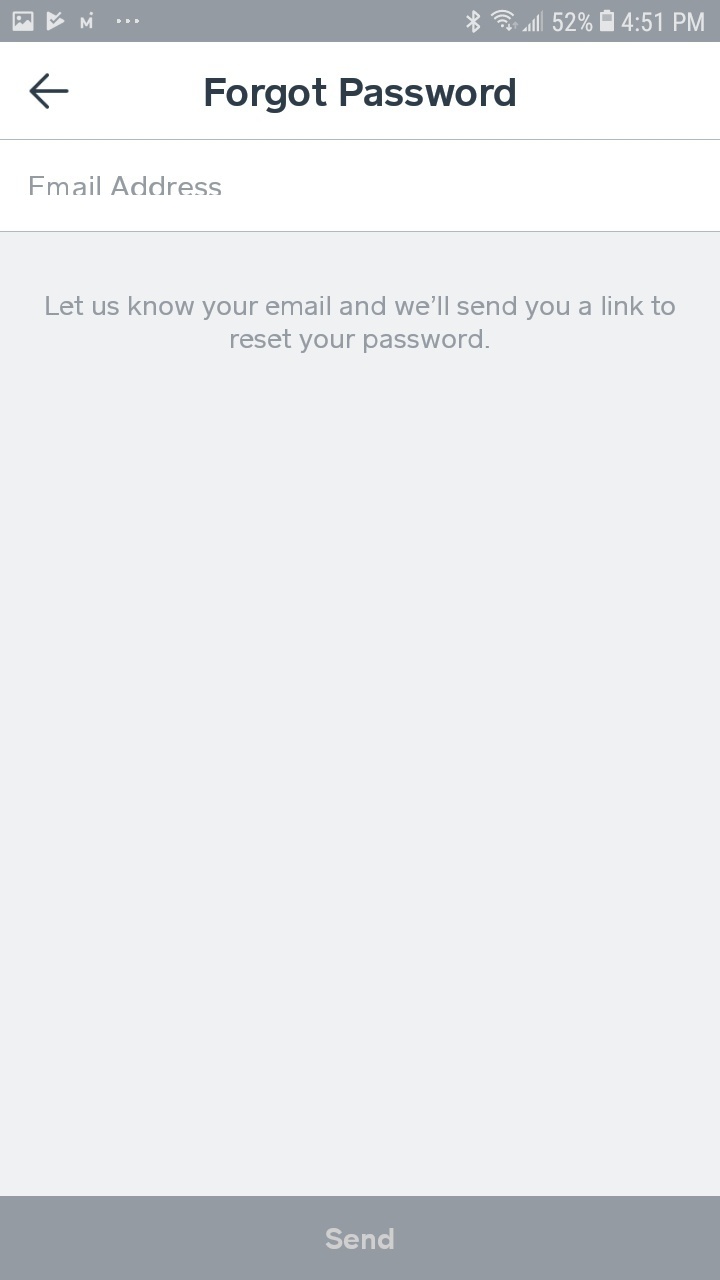 52% 4:51 PM
Forgot Password
Email Address
Let us know your email and we’ll send you a link to
reset your password.
Send